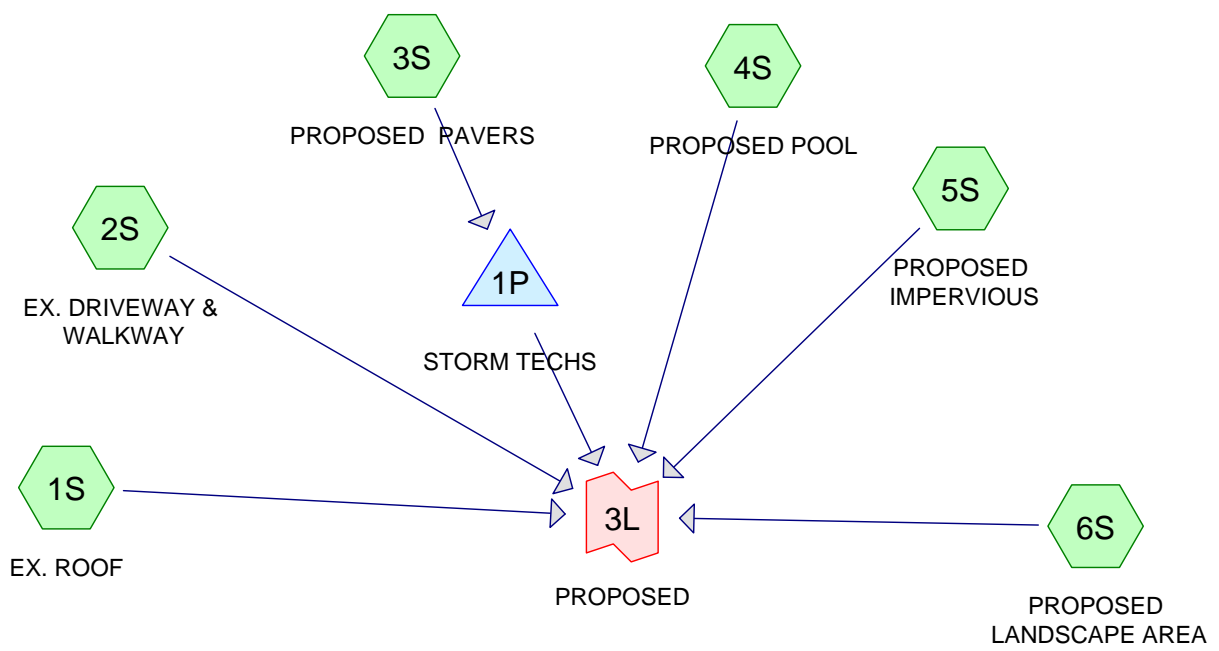 3S
PROPOSED  PAVERS
4S
PROPOSED POOL
5S
PROPOSED
IMPERVIOUS
2S
EX. DRIVEWAY &
WALKWAY
1P
STORM TECHS
1S
EX. ROOF
3L
PROPOSED
6S
PROPOSED
LANDSCAPE AREA